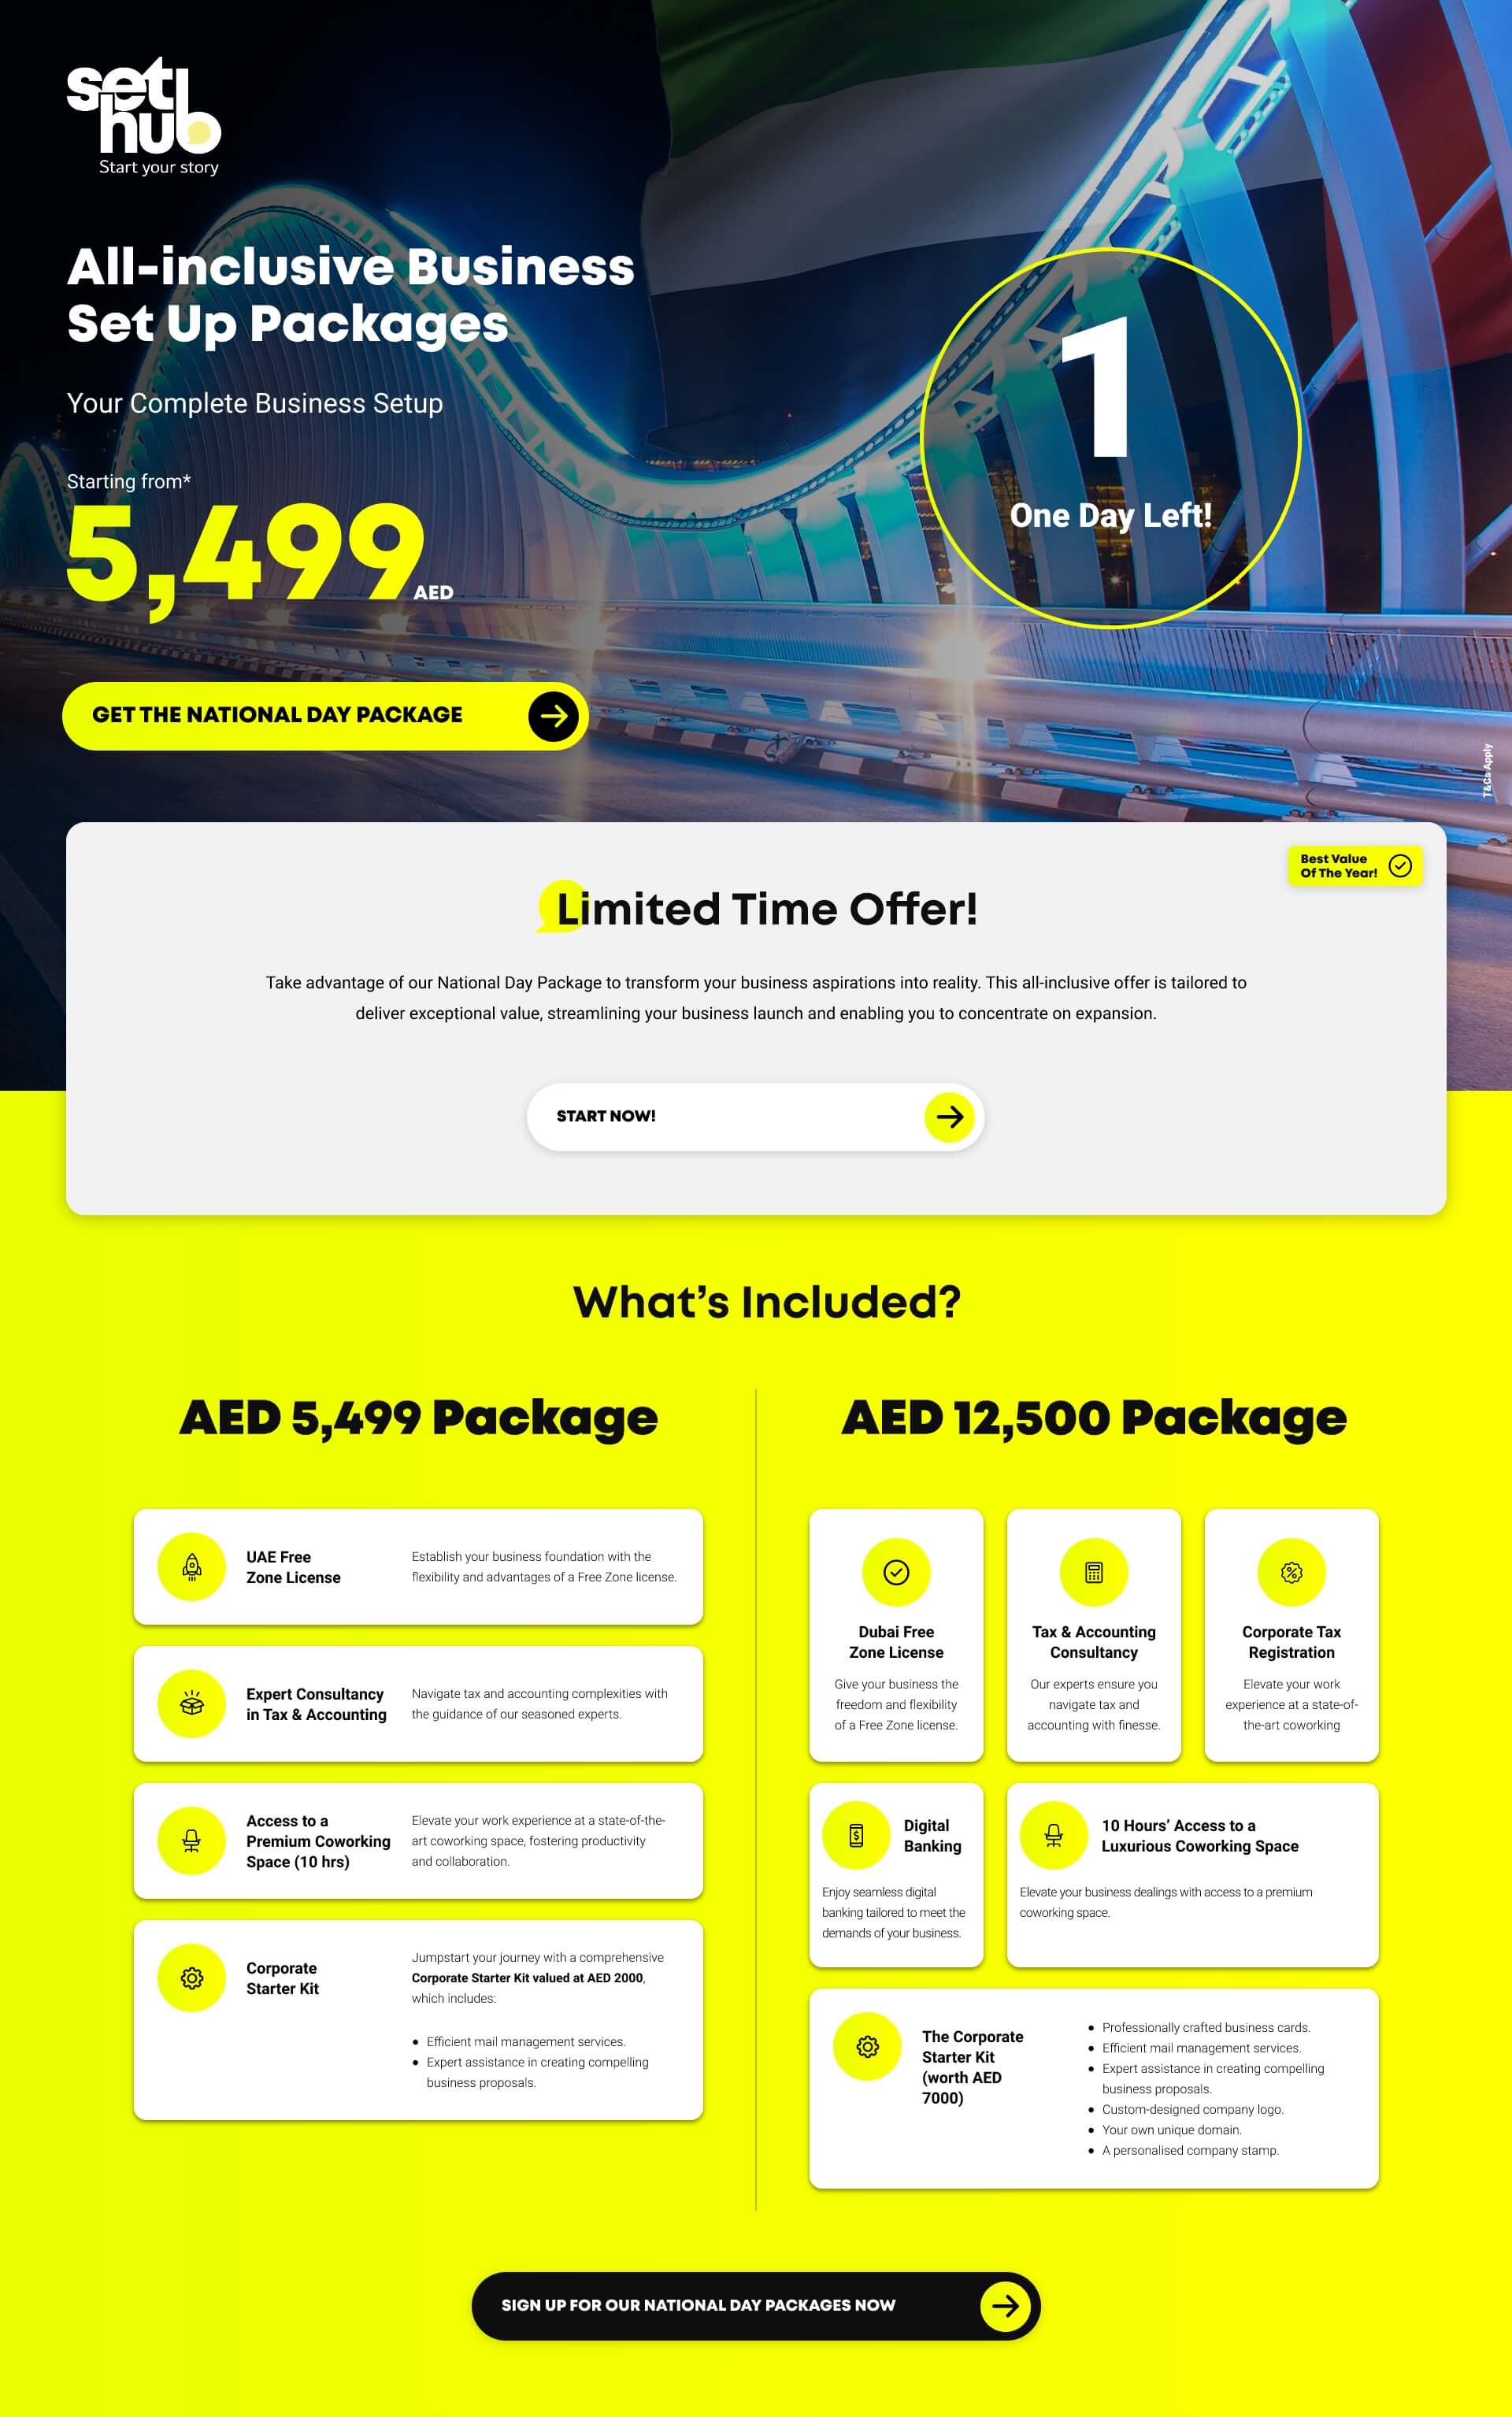 set
hub
Start your story
All-inclusive Business
Set Up Packages
Your Complete Business Setup
Starting from*
5,499 AED
1
One Day Left!
GET THE NATIONAL DAY PACKAGE
T&Cs Apply
Best Value
Of The Year!
Limited Time Offer!
Take advantage of our National Day Package to transform your business aspirations into reality. This all-inclusive offer is tailored to
deliver exceptional value, streamlining your business launch and enabling you to concentrate on expansion.
START NOW!
What's Included?
AED 5,499 Package
UAE Free
Zone License
Establish your business foundation with the
flexibility and advantages of a Free Zone license.
Expert Consultancy
in Tax & Accounting
Navigate tax and accounting complexities with
the guidance of our seasoned experts.
Access to a
Premium Coworking
Space (10 hrs)
Elevate your work experience at a state-of-the-
art coworking space, fostering productivity
and collaboration.
Corporate
Starter Kit
Jumpstart your journey with a comprehensive
Corporate Starter Kit valued at AED 2000,
which includes:
• Efficient mail management services.
• Expert assistance in creating compelling
business proposals.
AED 12,500 Package
Dubai Free
Zone License
Give your business the
freedom and flexibility
of a Free Zone license.
Tax & Accounting
Consultancy
Our experts ensure you
navigate tax and
accounting with finesse.
Corporate Tax
Registration
Elevate your work
experience at a state-of-
the-art coworking
Digital
Banking
Enjoy seamless digital
banking tailored to meet the
demands of your business.
10 Hours' Access to a
Luxurious Coworking Space
Elevate your business dealings with access to a premium
coworking space.
The Corporate
Starter Kit
(worth AED
7000)
• Professionally crafted business cards.
• Efficient mail management services.
• Expert assistance in creating compelling
business proposals.
• Custom-designed company logo.
• Your own unique domain.
• A personalised company stamp.
SIGN UP FOR OUR NATIONAL DAY PACKAGES NOW